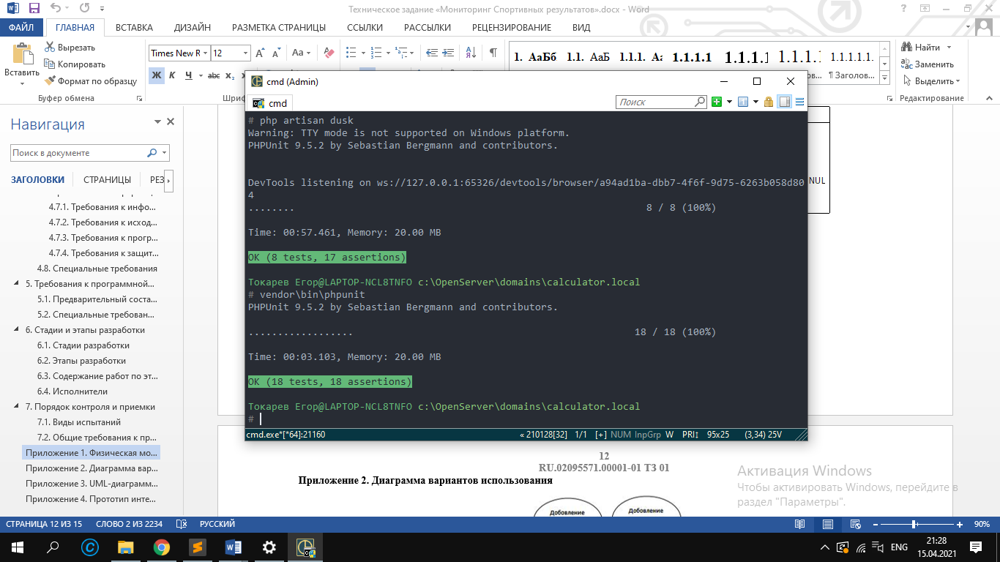 Техническое задание «Мониторинг Спортивных результатов».docx - Word
ФАЙЛ ГЛАВНАЯ ВСТАВКА ДИЗАЙН РАЗМЕТКА СТРАНИЦЫ ССЫЛКИ РАССЫЛКИ РЕЦЕНЗИРОВАНИЕ ВИД
Вставить
Вырезать
Копировать
Формат по образцу
Буфер обмена
Times New R 12
Aa
Ж К Ч abc x₂
Шриф
1. АаБб 1.1. АаБ 1.1.1. Аа 1.1.1.1 1.1.1.1 1.1.1.1 1.1.1.1.1.
¶ Заголов...
Найти
Заменить
Выделить
Редактирование
Навигация
Поиск в документе
ЗАГОЛОВКИ СТРАНИЦЫ РЕЗ
4.7.1. Требования к инфо...
4.7.2. Требования к исход...
4.7.3. Требования к прогр...
4.7.4. Требования к защит...
4.8. Специальные требования
5. Требования к программной...
5.1. Предварительный соста...
5.2. Специальные требован...
6. Стадии и этапы разработки
6.1. Стадии разработки
6.2. Этапы разработки
6.3. Содержание работ по эт...
6.4. Исполнители
7. Порядок контроля и приемки
7.1. Виды испытаний
7.2. Общие требования к пр...
Приложение 1. Физическая мо...
Приложение 2. Диаграмма вар...
Приложение 3. UML-диаграмм...
Приложение 4. Прототип инте...
cmd (Admin)
cmd
Поиск
# php artisan dusk
Warning: TTY mode is not supported on Windows platform.
PHPUnit 9.5.2 by Sebastian Bergmann and contributors.
DevTools listening on ws://127.0.0.1:65326/devtools/browser/a94ad1ba-dbb7-4f6f-9d75-6263b058d80
4
........ 8 / 8 (100%)
Time: 00:57.461, Memory: 20.00 MB
OK (8 tests, 17 assertions)
Токарев Егор@LAPTOP-NCL8TNFO c:\OpenServer\domains\calculator.local
# vendor\bin\phpunit
PHPUnit 9.5.2 by Sebastian Bergmann and contributors.
.................. 18 / 18 (100%)
Time: 00:03.103, Memory: 20.00 MB
OK (18 tests, 18 assertions)
Токарев Егор@LAPTOP-NCL8TNFO c:\OpenServer\domains\calculator.local
#
cmd.exe*[*64]:21160 « 210128[32] 1/1 [+] NUM InpGrp W PRI↕ 95x25 (3,34) 25V
NUL
12
RU.02095571.00001-01 ТЗ 01
Приложение 2. Диаграмма вариантов использования
Добовление Добовление
Активация Windows
Чтобы активировать Windows, перейдите в
раздел "Параметры".
СТРАНИЦА 12 ИЗ 15 СЛОВО 2 ИЗ 2234 РУССКИЙ 90%
ENG
21:28
15.04.2021